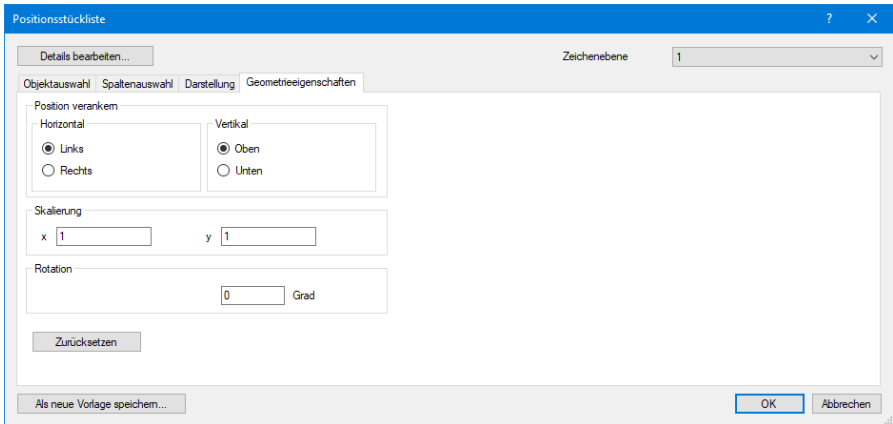 Positionsstückliste ?
Details bearbeiten... Zeichenebene 1
Objektauswahl Spaltenauswahl Darstellung Geometrieeigenschaften
Position verankern
Horizontal Vertikal
Links Oben
Rechts Unten
Skalierung
x 1 y 1
Rotation
0 Grad
Zurücksetzen
Als neue Vorlage speichern... OK Abbrechen